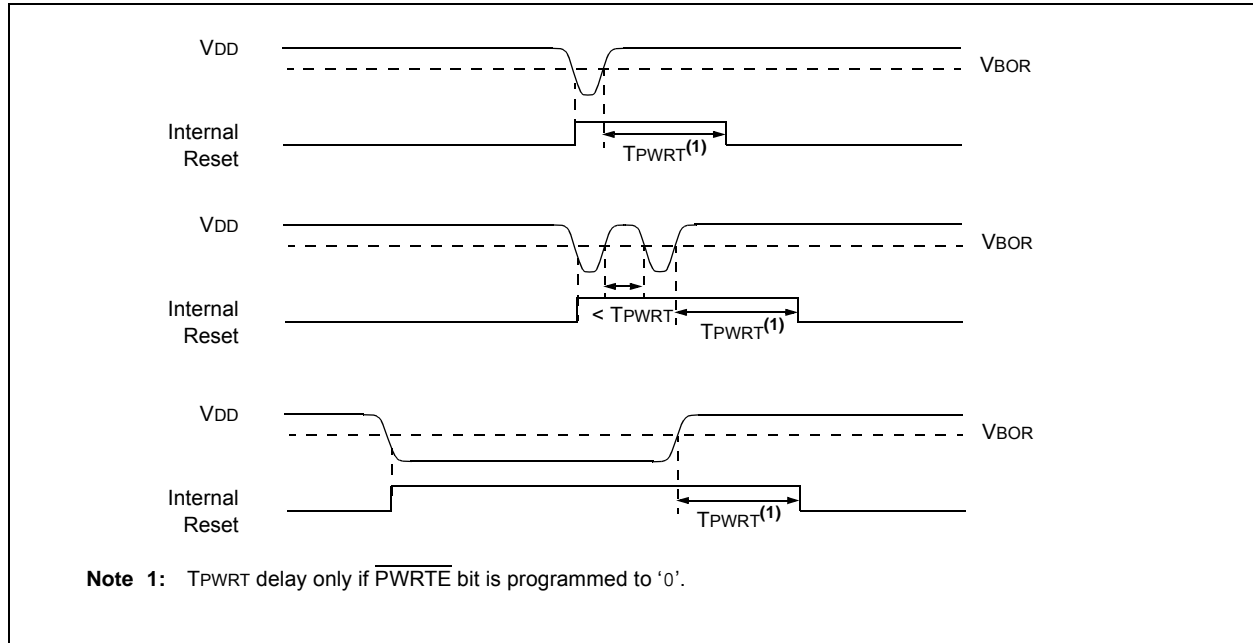 VDD
VBOR
Internal
Reset
TPWRT(1)
VDD
VBOR
Internal
Reset
< TPWRT
TPWRT(1)
VDD
VBOR
Internal
Reset
TPWRT(1)
Note 1: TPWRT delay only if PWRTE bit is programmed to ‘0’.